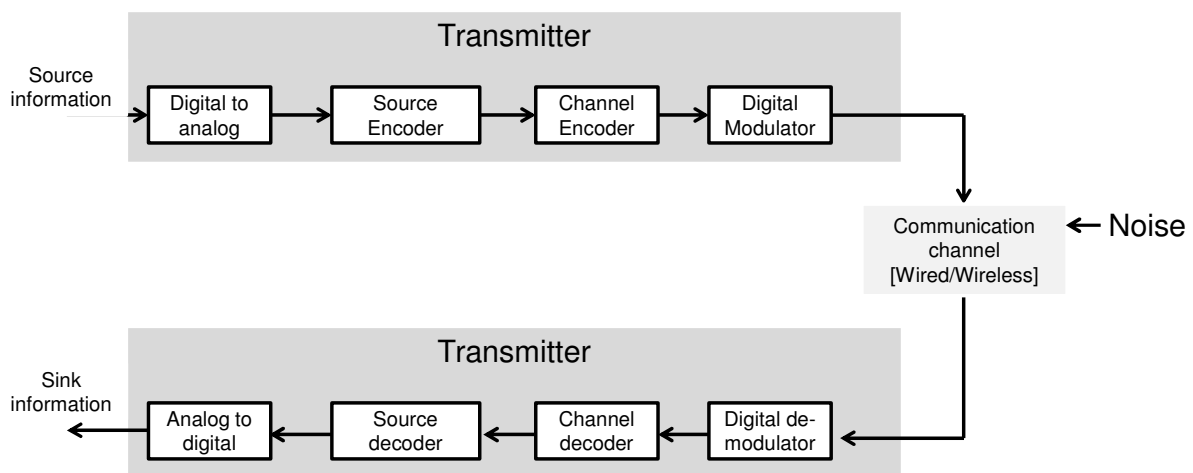 Transmitter
Source
information
Digital to
analog
Source
Encoder
Channel
Encoder
Digital
Modulator
Communication
channel
[Wired/Wireless]
Noise
Transmitter
Sink
information
Analog to
digital
Source
decoder
Channel
decoder
Digital de-
modulator